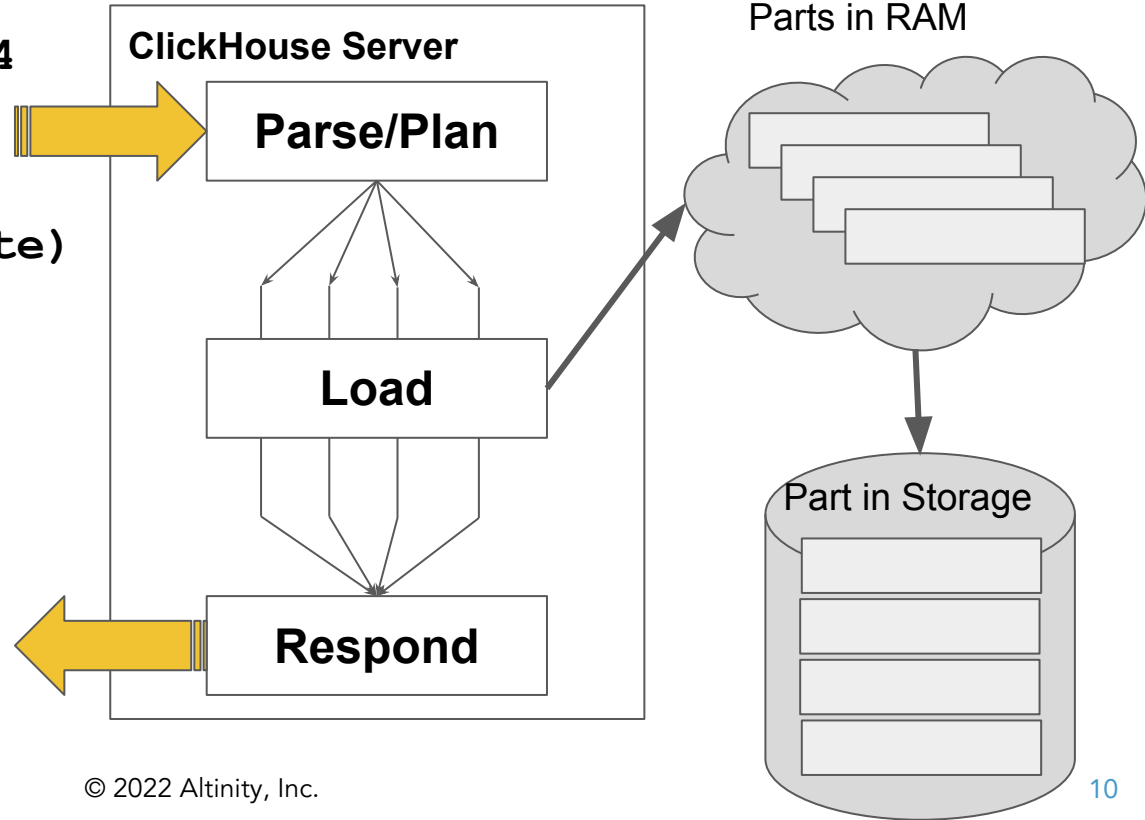 Parts in RAM
4
ClickHouse Server
Parse/Plan
te)
Load
Part in Storage
Respond
© 2022 Altinity, Inc.
10